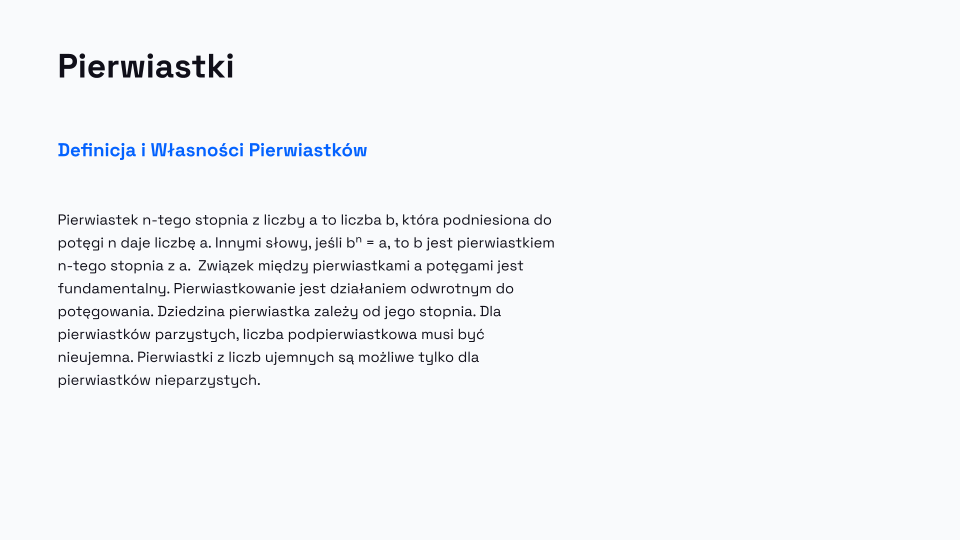 Pierwiastki
Definicja i Własności Pierwiastków
Pierwiastek n-tego stopnia z liczby a to liczba b, która podniesiona do
potęgi n daje liczbę a. Innymi słowy, jeśli bⁿ = a, to b jest pierwiastkiem
n-tego stopnia z a.  Związek między pierwiastkami a potęgami jest
fundamentalny. Pierwiastkowanie jest działaniem odwrotnym do
potęgowania. Dziedzina pierwiastka zależy od jego stopnia. Dla
pierwiastków parzystych, liczba podpierwiastkowa musi być
nieujemna. Pierwiastki z liczb ujemnych są możliwe tylko dla
pierwiastków nieparzystych.